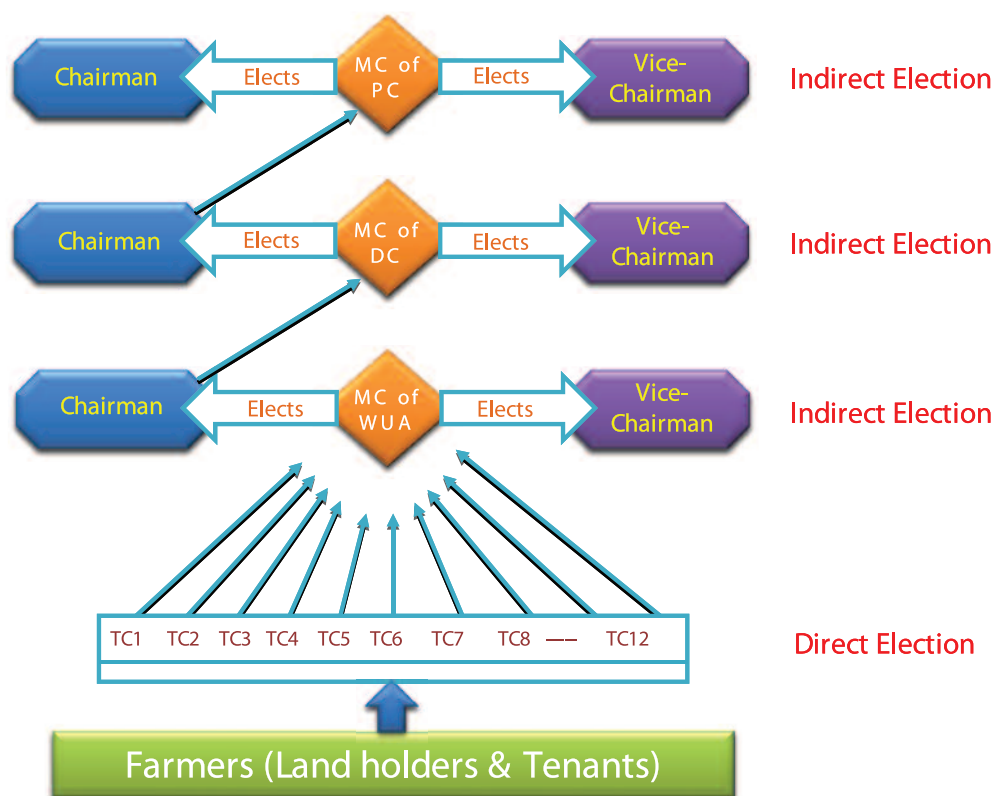 Chairman
Elects
MC of
PC
Elects
Vice-
Chairman
Indirect Election
Chairman
Elects
MC of
DC
Elects
Vice-
Chairman
Indirect Election
Chairman
Elects
MC of
WUA
Elects
Vice-
Chairman
Indirect Election
TC1 TC2 TC3 TC4 TC5 TC6 TC7 TC8 –– TC12
Direct Election
Farmers (Land holders & Tenants)